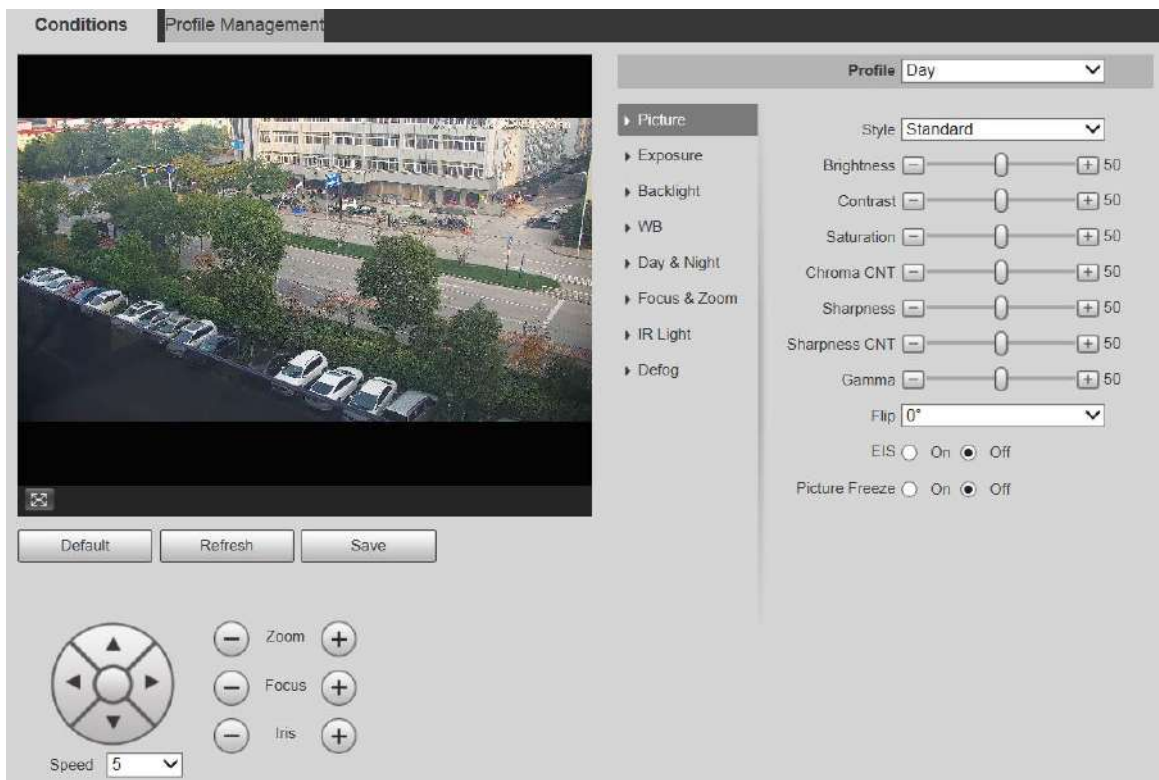 Conditions
Profile Management
Profile Day
Picture
Exposure
Backlight
WB
Day & Night
Focus & Zoom
IR Light
Defog
Style Standard
Brightness 50
Contrast 50
Saturation 50
Chroma CNT 50
Sharpness 50
Sharpness CNT 50
Gamma 50
Flip 0°
EIS On Off
Picture Freeze On Off
Default Refresh Save
Zoom
Focus
Iris
Speed 5